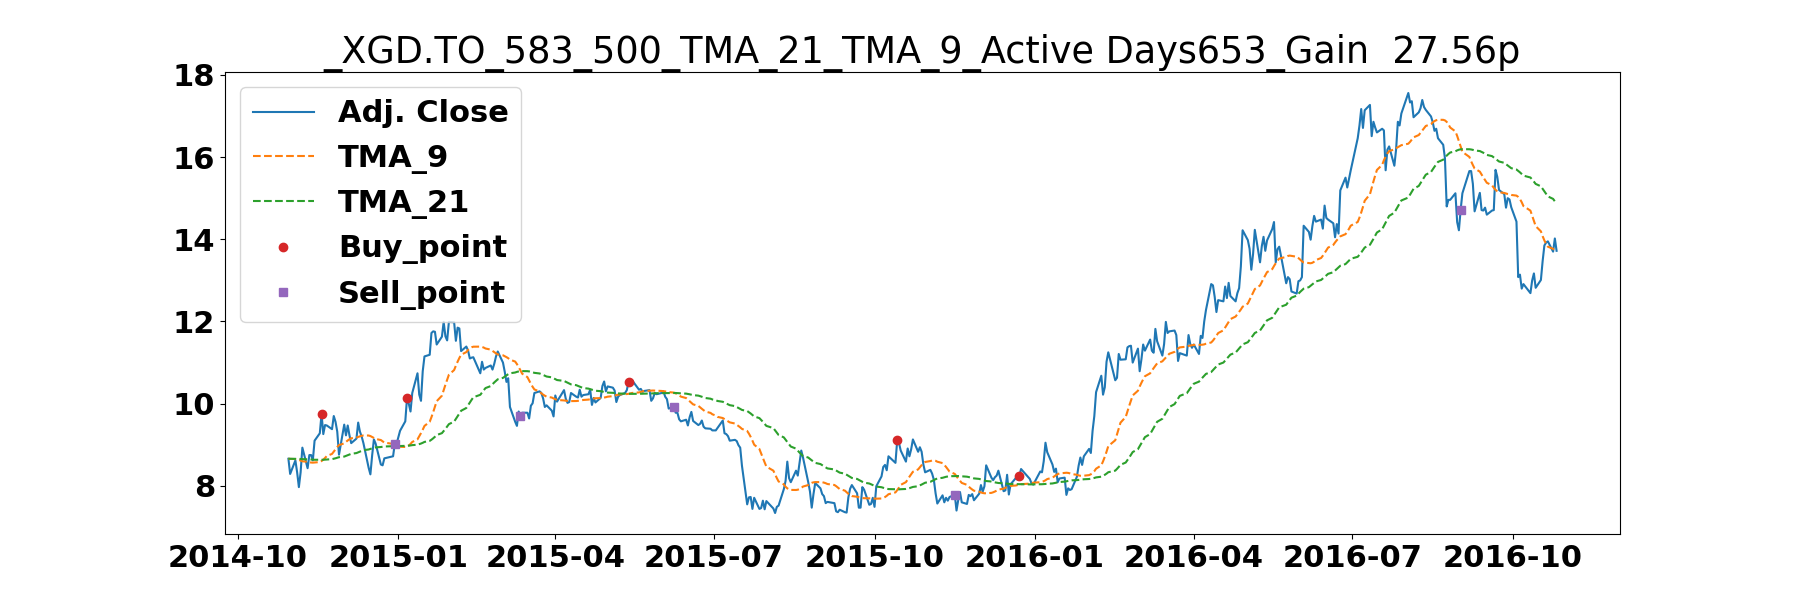 _XGD.TO_583_500_TMA_21_TMA_9_Active Days653_Gain  27.56p
18
16
14
12
10
8
Adj. Close
TMA_9
TMA_21
Buy_point
Sell_point
2014-10 2015-01 2015-04 2015-07 2015-10 2016-01 2016-04 2016-07 2016-10